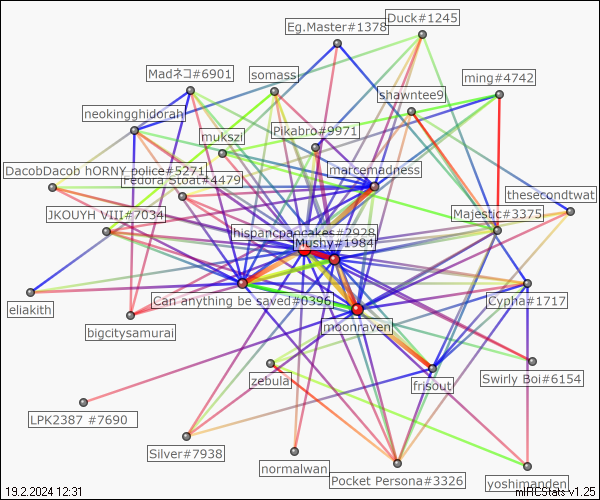 Duck#1245
Eg.Master#1378
Madネコ#6901
somass
ming#4742
shawntee9
neokingghidorah
mukszi
Pikabro#9971
marcemadness
DacobDacob hORNY police#5271
Fedora Stoat#4479
thesecondtwat
JKOUYH VIII#7034
Majestic#3375
hispancpancakes#2928
Mushy#1984
eliakith
Can anything be saved#0396
Cypha#1717
bigcitysamurai
moonraven
zebula
frisout
Swirly Boi#6154
LPK2387 #7690
Silver#7938
normalwan
Pocket Persona#3326
yoshimanden
19.2.2024 12:31
mIRCStats v1.25